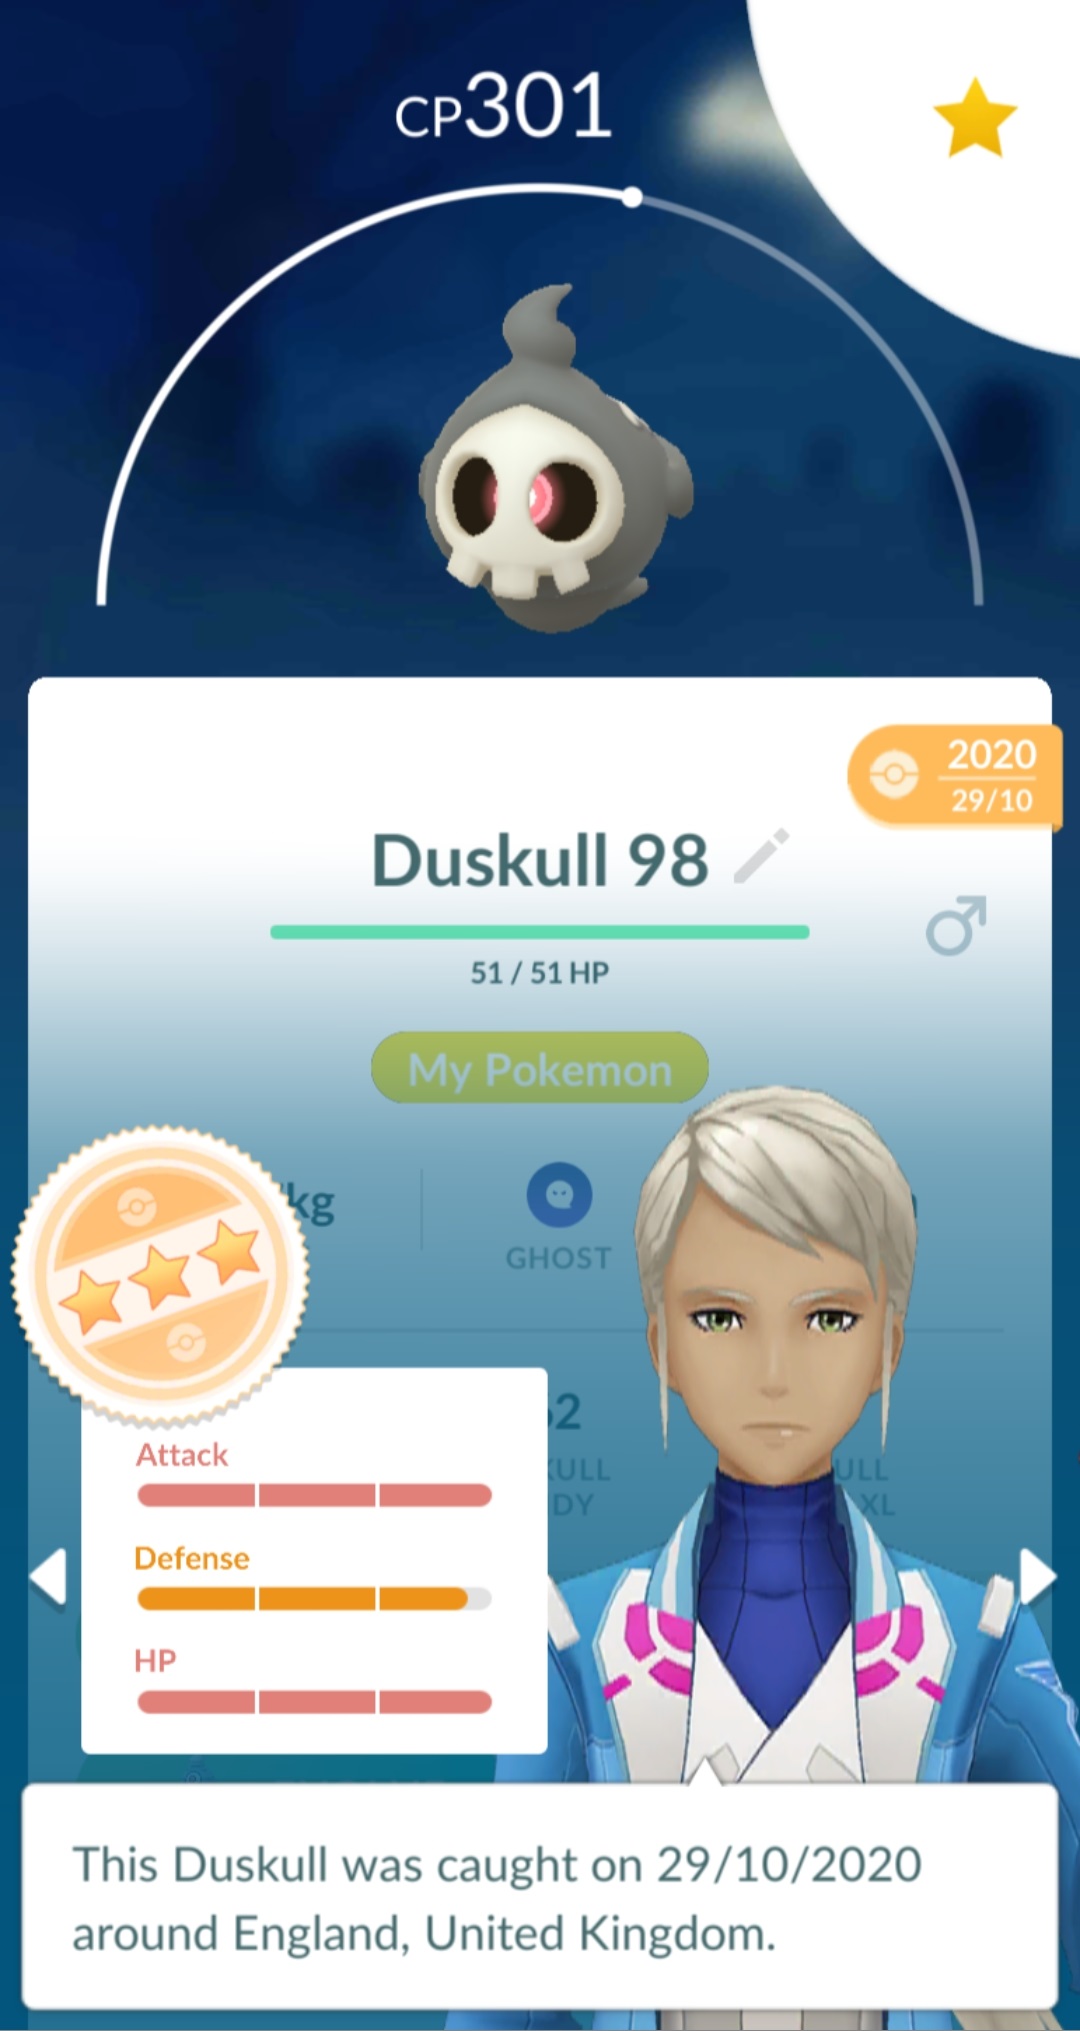 CP301
2020
29/10
Duskull 98
51 / 51 HP
My Pokemon
kg
GHOST
Attack
Defense
HP
This Duskull was caught on 29/10/2020
around England, United Kingdom.